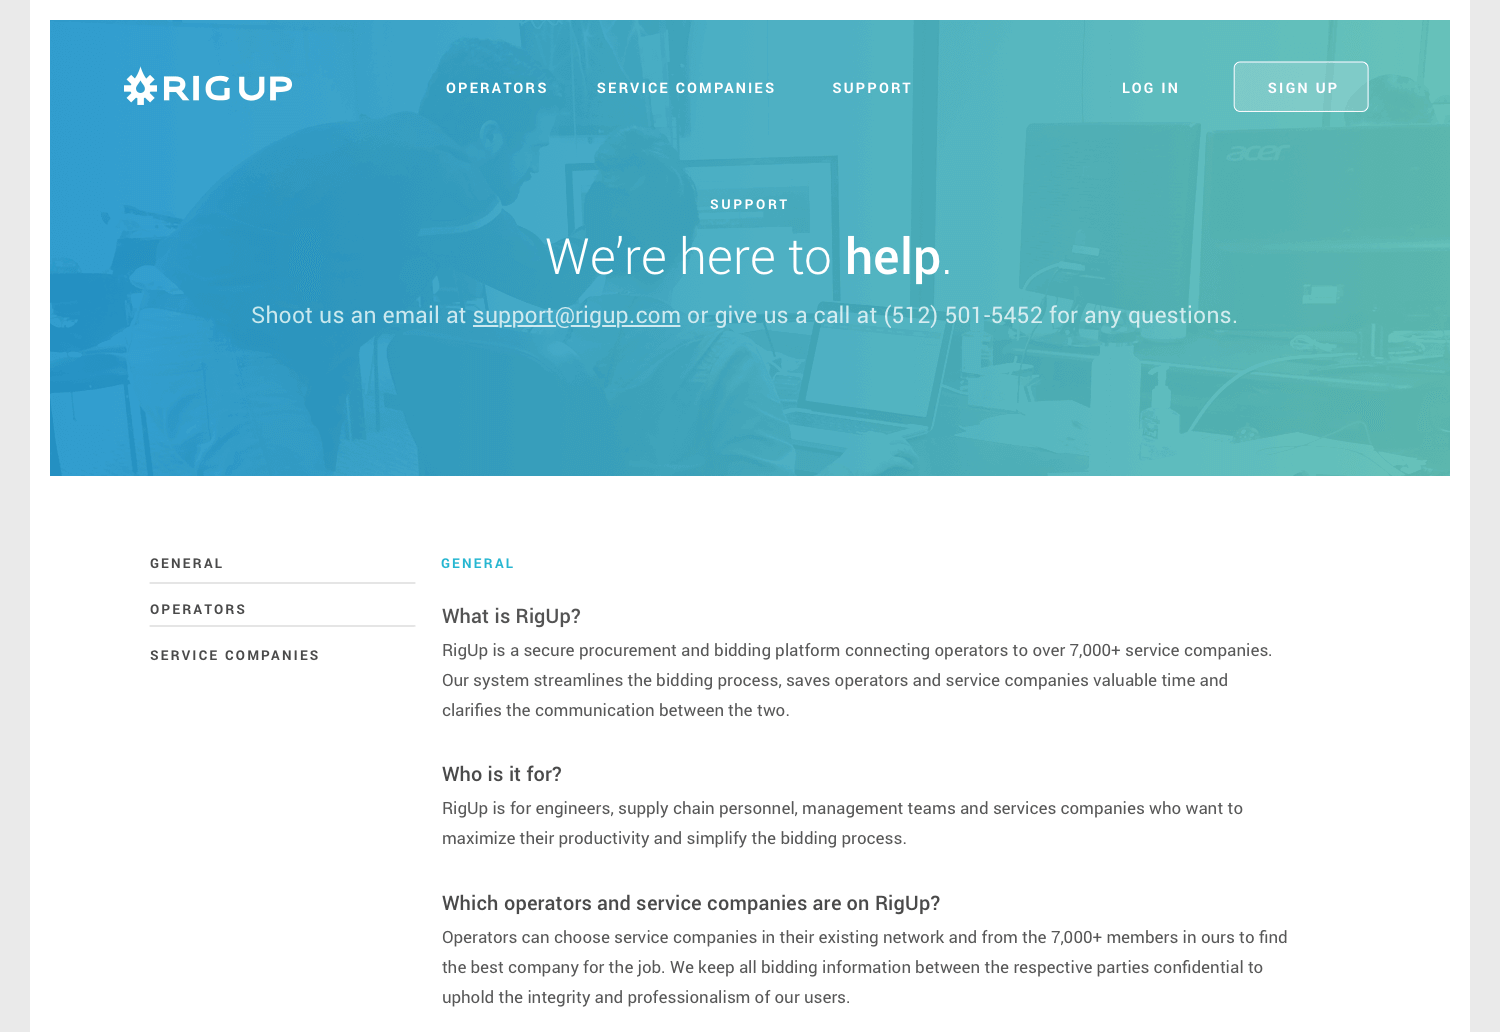 RIGUP
OPERATORS
SERVICE COMPANIES
SUPPORT
LOG IN
SIGN UP
acer
SUPPORT
We're here to help.
Shoot us an email at support@rigup.com or give us a call at (512) 501-5452 for any questions.
GENERAL
OPERATORS
SERVICE COMPANIES
GENERAL
What is RigUp?
RigUp is a secure procurement and bidding platform connecting operators to over 7,000+ service companies.
Our system streamlines the bidding process, saves operators and service companies valuable time and
clarifies the communication between the two.
Who is it for?
RigUp is for engineers, supply chain personnel, management teams and services companies who want to
maximize their productivity and simplify the bidding process.
Which operators and service companies are on RigUp?
Operators can choose service companies in their existing network and from the 7,000+ members in ours to find
the best company for the job. We keep all bidding information between the respective parties confidential to
uphold the integrity and professionalism of our users.